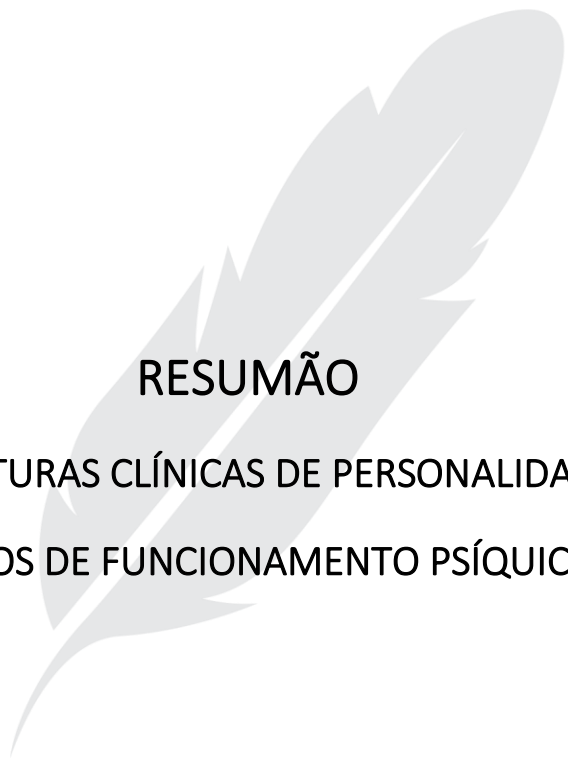 RESUMÃO
TURAS CLÍNICAS DE PERSONALIDA
OS DE FUNCIONAMENTO PSÍQUIC